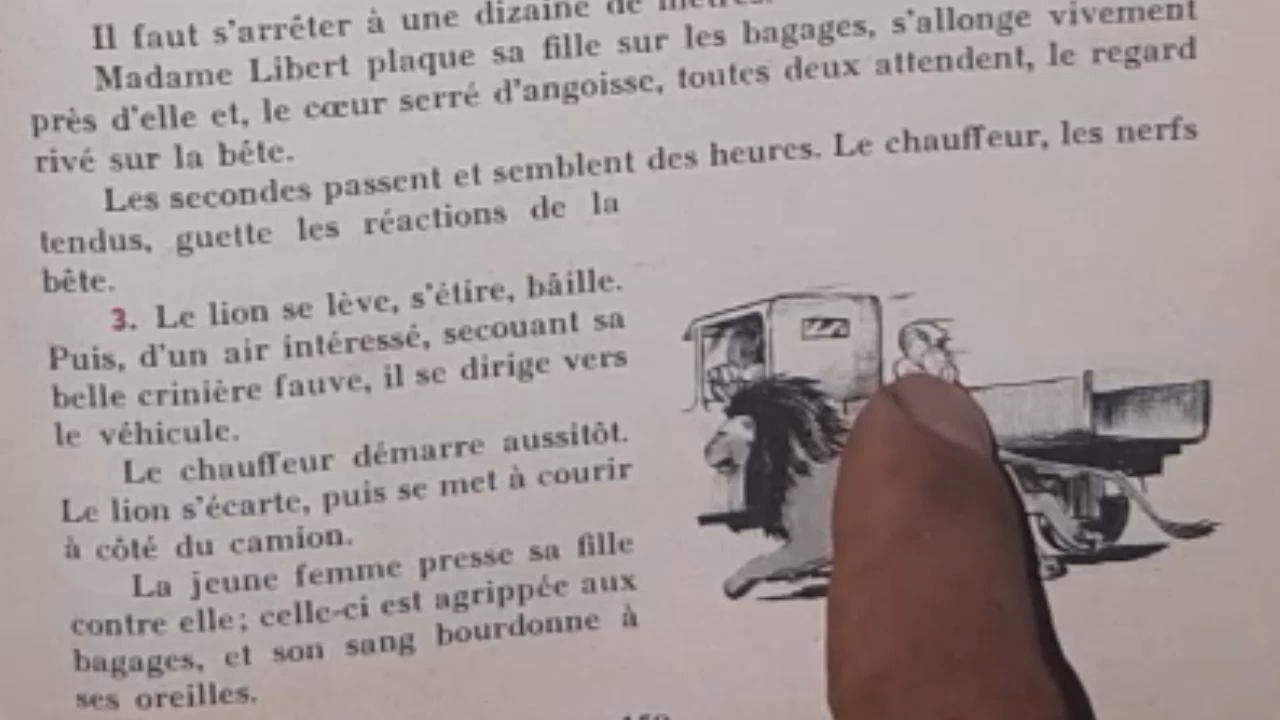 Il faut s'arrêter à une dizaine de mètres.
Madame Libert plaque sa fille sur les bagages, s'allonge vivement
près d'elle et, le cœur serré d'angoisse, toutes deux attendent, le regard
rivé sur la bête.
Les secondes passent et semblent des heures. Le chauffeur, les nerfs
tendus, guette les réactions de la
bête.
3. Le lion se lève, s'étire, bâille.
Puis, d'un air intéressé, secouant sa
belle crinière fauve, il se dirige vers
le véhicule.
Le chauffeur démarre aussitôt.
Le lion s'écarte, puis se met à courir
à côté du camion.
La jeune femme presse sa fille
contre elle; celle-ci est agrippée aux
bagages, et son sang bourdonne à
ses oreilles.